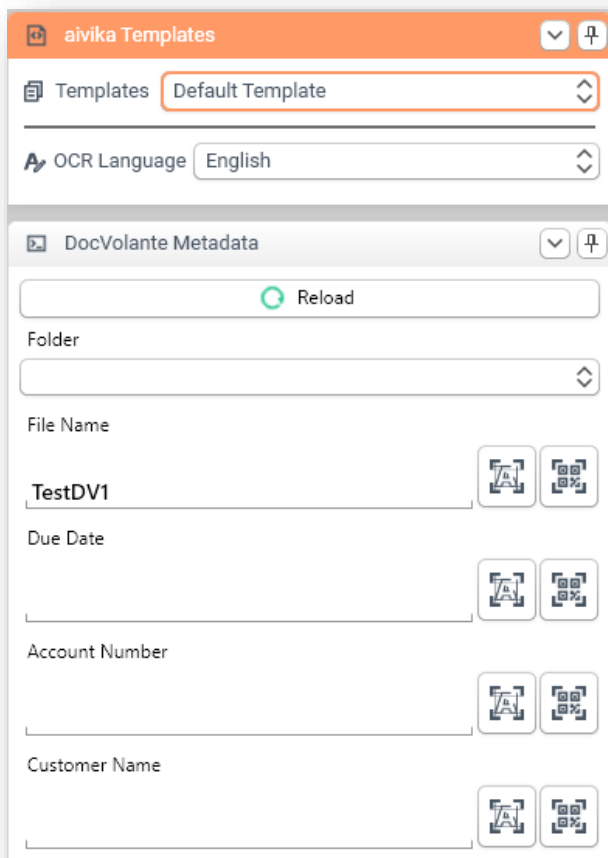 aivika Templates
Templates Default Template
OCR Language English
DocVolante Metadata
Reload
Folder
File Name
TestDV1
Due Date
Account Number
Customer Name